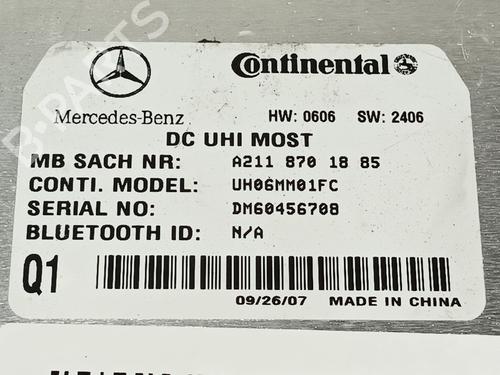 Continental
Mercedes-Benz
HW: 0606 SW: 2406
DC UHI MOST
MB SACH NR: A211 870 18 85
CONTI. MODEL: UH06MM01FC
SERIAL NO: DM60456708
BLUETOOTH ID: N/A
Q1
09/26/07 MADE IN CHINA
B-PARTS